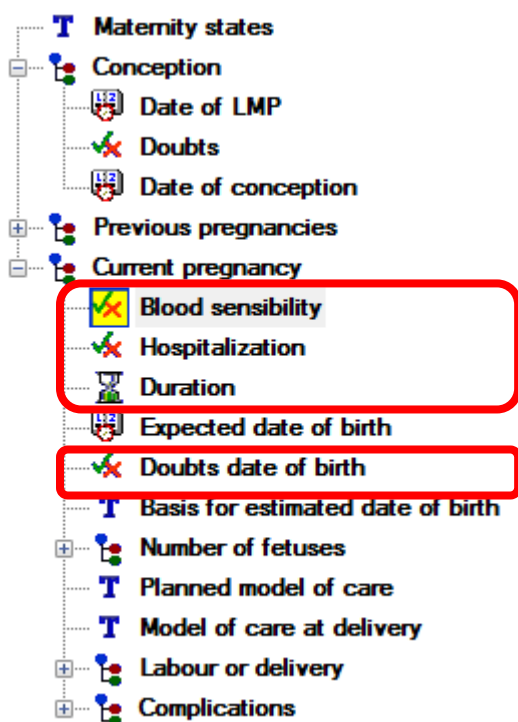 T Maternity states
Conception
Date of LMP
Doubts
Date of conception
Previous pregnancies
Current pregnancy
Blood sensibility
Hospitalization
Duration
Expected date of birth
Doubts date of birth
T Basis for estimated date of birth
Number of fetuses
T Planned model of care
T Model of care at delivery
Labour or delivery
Complications